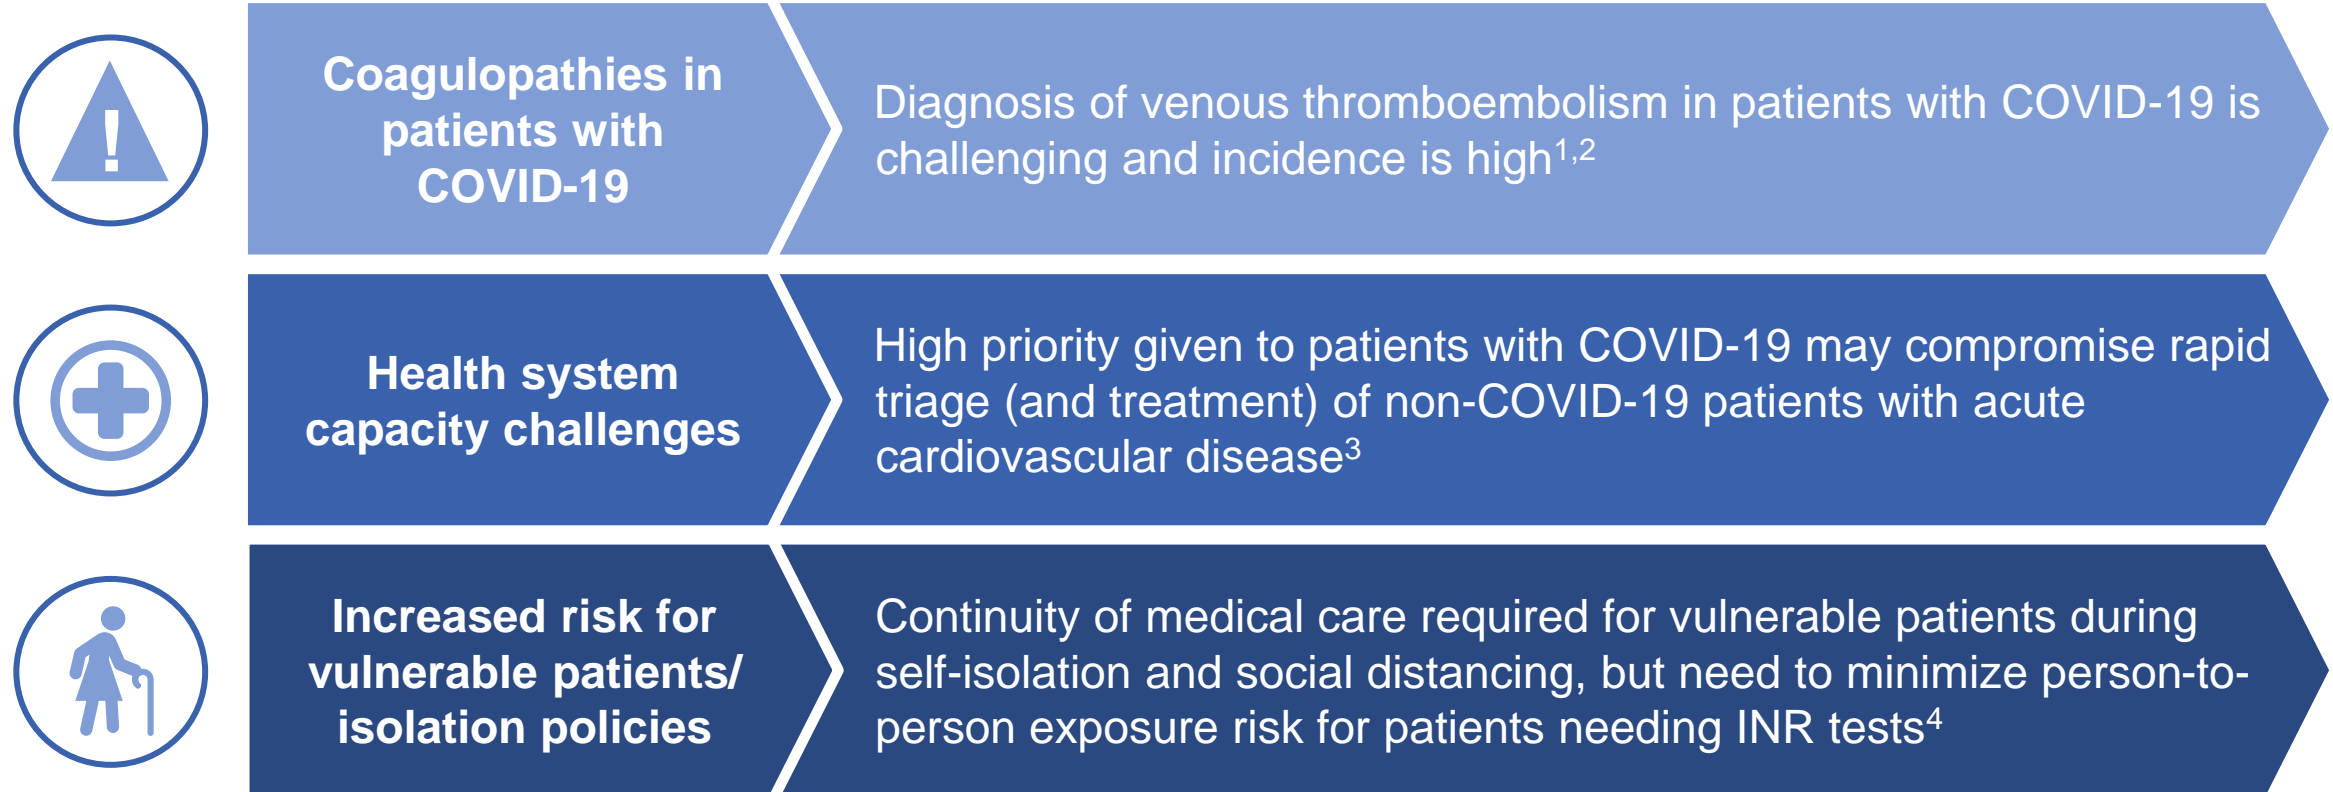 !
Coagulopathies in
patients with
COVID-19
Diagnosis of venous thromboembolism in patients with COVID-19 is
challenging and incidence is high1,2
Health system
capacity challenges
High priority given to patients with COVID-19 may compromise rapid
triage (and treatment) of non-COVID-19 patients with acute
cardiovascular disease3
Increased risk for
vulnerable patients/
isolation policies
Continuity of medical care required for vulnerable patients during
self-isolation and social distancing, but need to minimize person-to-
person exposure risk for patients needing INR tests4